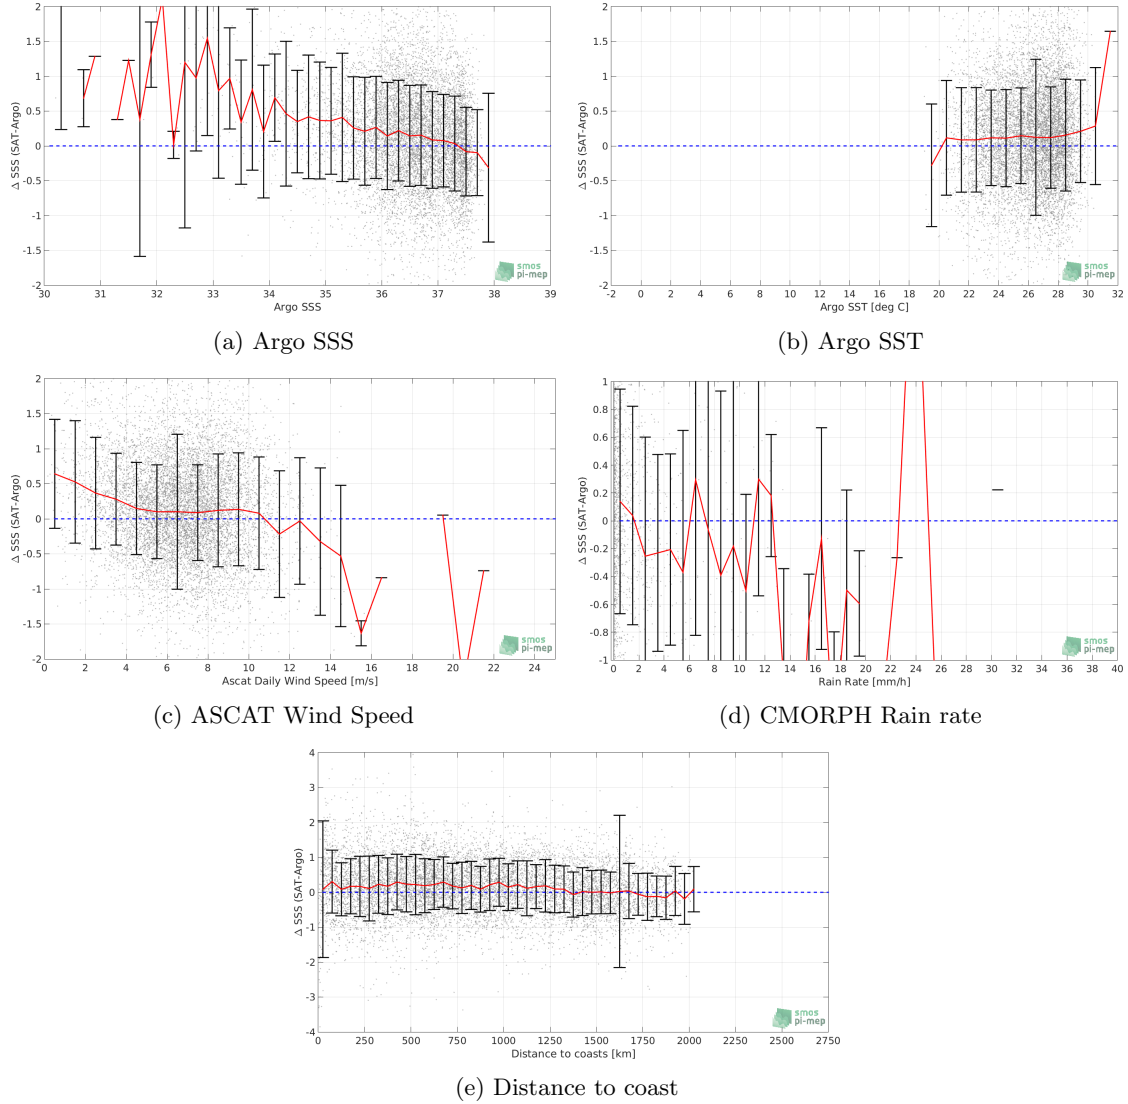 2
1.5
1
0.5
0
-0.5
-1
-1.5
-2
Δ SSS (SAT-Argo)
30 31 32 33 34 35 36 37 38 39
Argo SSS
smos
pi-mep
(a) Argo SSS
2
1.5
1
0.5
0
-0.5
-1
-1.5
-2
Δ SSS (SAT-Argo)
-2 0 2 4 6 8 10 12 14 16 18 20 22 24 26 28 30 32
Argo SST [deg C]
smos
pi-mep
(b) Argo SST
2
1.5
1
0.5
0
-0.5
-1
-1.5
-2
Δ SSS (SAT-Argo)
0 2 4 6 8 10 12 14 16 18 20 22 24
Ascat Daily Wind Speed [m/s]
smos
pi-mep
(c) ASCAT Wind Speed
1
0.8
0.6
0.4
0.2
0
-0.2
-0.4
-0.6
-0.8
-1
Δ SSS (SAT-Argo)
0 2 4 6 8 10 12 14 16 18 20 22 24 26 28 30 32 34 36 38 40
Rain Rate [mm/h]
smos
pi-mep
(d) CMORPH Rain rate
4
3
2
1
0
-1
-2
-3
-4
Δ SSS (SAT-Argo)
0 250 500 750 1000 1250 1500 1750 2000 2250 2500 2750
Distance to coasts [km]
smos
pi-mep
(e) Distance to coast